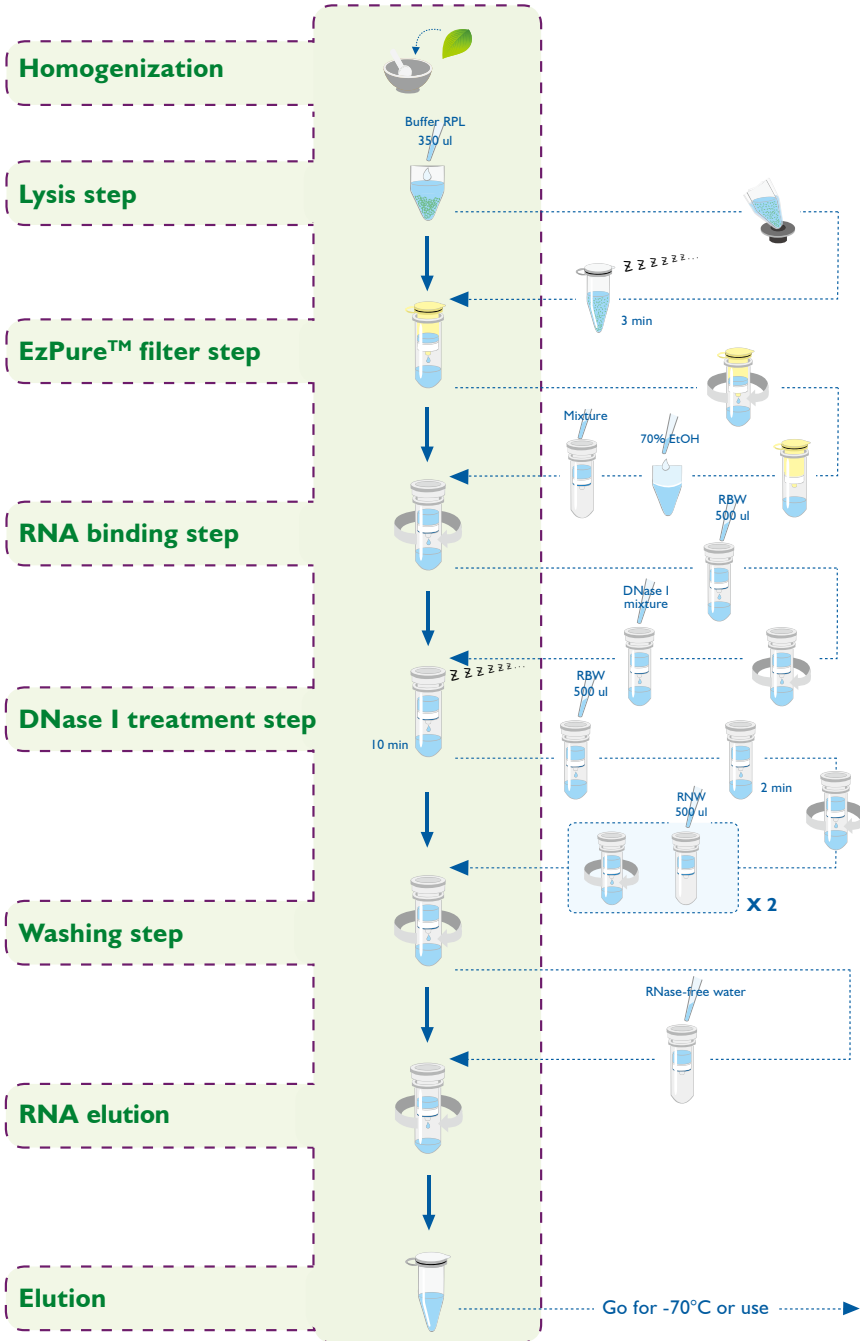 Homogenization
Buffer RPL
350 ul
Lysis step
z z z z z z...
3 min
EzPure™ filter step
Mixture
70% EtOH
RNA binding step
RBW
500 ul
DNase I
mixture
z z z z z z...
DNase I treatment step
10 min
RBW
500 ul
2 min
RNW
500 ul
X 2
Washing step
RNase-free water
RNA elution
Elution
Go for -70°C or use